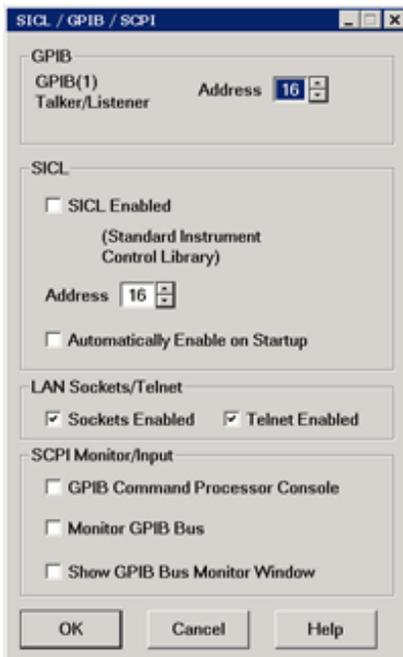 SICL / GPIB / SCPI
GPIB
GPIB(1)
Talker/Listener
Address 16
SICL
SICL Enabled
(Standard Instrument
Control Library)
Address 16
Automatically Enable on Startup
LAN Sockets/Telnet
Sockets Enabled Telnet Enabled
SCPI Monitor/Input
GPIB Command Processor Console
Monitor GPIB Bus
Show GPIB Bus Monitor Window
OK Cancel Help